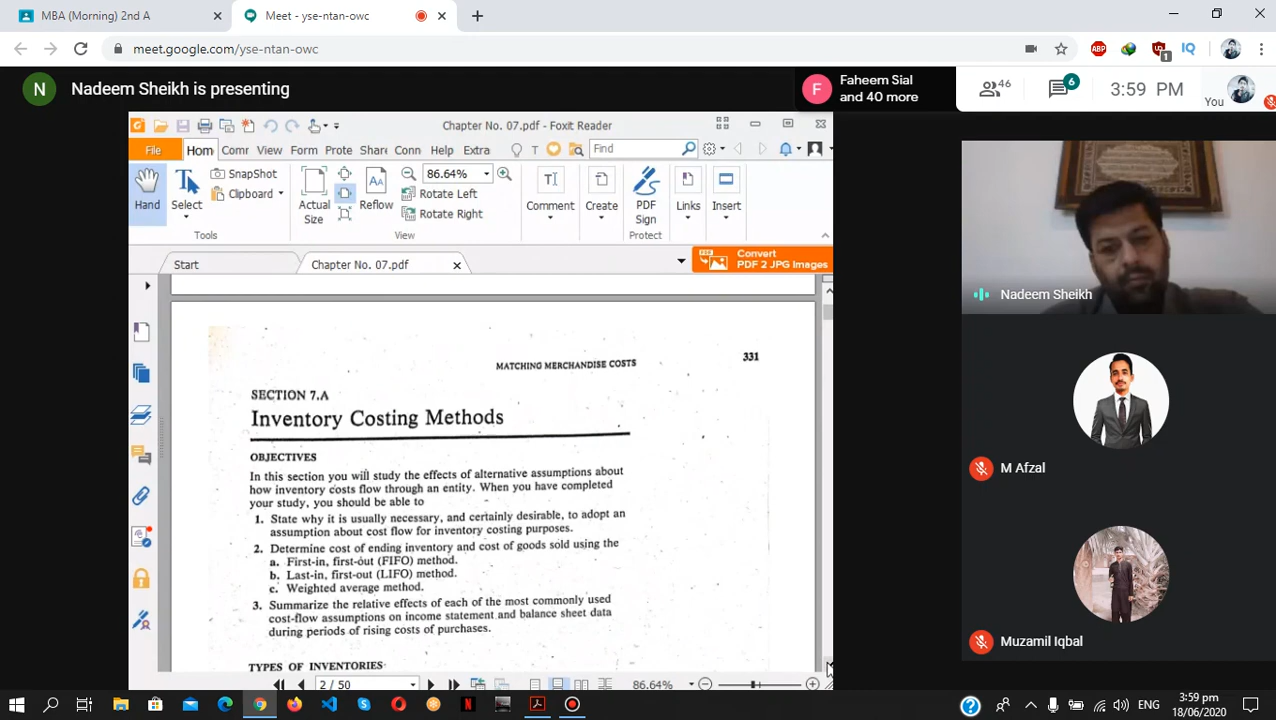 MBA (Morning) 2nd A
Meet - yse-ntan-owc
meet.google.com/yse-ntan-owc
ABP
1
IQ
N
Nadeem Sheikh is presenting
F
Faheem Sial
and 40 more
46
6
3:59 PM
You
Chapter No. 07.pdf - Foxit Reader
File
Hom
Comr
View
Form
Prote
Share
Conn
Help
Extra
Find
Hand
Select
SnapShot
Clipboard
Actual
Size
Reflow
86.64%
Rotate Left
Rotate Right
Comment
Create
PDF
Sign
Links
Insert
Tools
View
Protect
Start
Chapter No. 07.pdf
Convert
PDF 2 JPG Images
MATCHING MERCHANDISE COSTS
331
SECTION 7.A
Inventory Costing Methods
OBJECTIVES
In this section you will study the effects of alternative assumptions about
how inventory costs flow through an entity. When you have completed
your study, you should be able to
1. State why it is usually necessary, and certainly desirable, to adopt an
assumption about cost flow for inventory costing purposes.
2. Determine cost of ending inventory and cost of goods sold using the
a. First-in, first-out (FIFO) method.
b. Last-in, first-out (LIFO) method.
c. Weighted average method.
3. Summarize the relative effects of each of the most commonly used
cost-flow assumptions on income statement and balance sheet data
during periods of rising costs of purchases.
TYPES OF INVENTORIES
2 / 50
86.64%
Nadeem Sheikh
M Afzal
Muzamil Iqbal
ENG
3:59 pm
18/06/2020